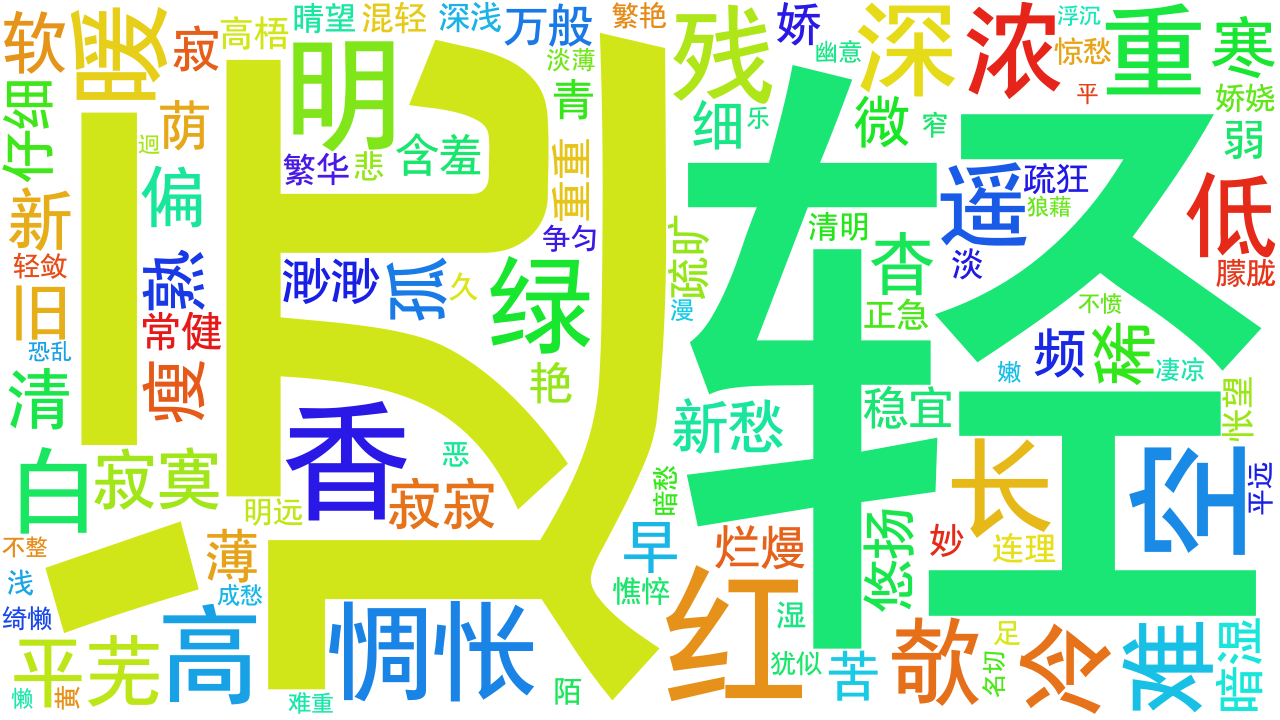 远
轻
软
暖
寂
高梧
晴望
混轻
深浅
万般
繁艳
残
娇
深
浓
浮沉
重
寒
明
淡薄
幽意
惊愁
平
娇娆
仔细
荫
迥
青
细
乐
微
窄
弱
繁华
悲
含羞
重重
疏狂
狼藉
新
偏
争匀
疏旷
清明
遥
低
轻敛
熟
渺渺
孤
久
绿
漫
杳
淡
朦胧
旧
常健
正急
不愤
恐乱
瘦
艳
频
稀
凄凉
嫩
清
香
恶
新愁
稳宜
怅望
白
寂寞
明远
寂寂
暗愁
长
空
平远
不整
薄
早
烂熳
悠扬
妙
连理
浅
成愁
憔悴
绮懒
高
惆怅
红
湿
欹
足
冷
难
暗湿
平芜
懒
黄
难重
陌
犹似
苦
名切